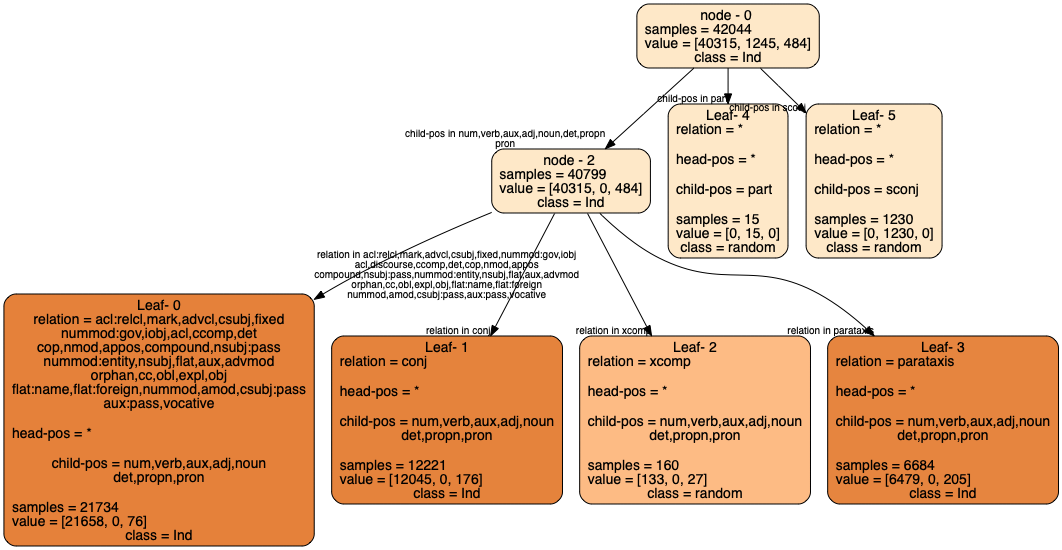 node - 0
samples = 42044
value = [40315, 1245, 484]
class = Ind
child-pos in part
child-pos in sconj
child-pos in num,verb,aux,adj,noun,det,propn
pron
Leaf- 4
relation = *
head-pos = *
child-pos = part
samples = 15
value = [0, 15, 0]
class = random
Leaf- 5
relation = *
head-pos = *
child-pos = sconj
samples = 1230
value = [0, 1230, 0]
class = random
node - 2
samples = 40799
value = [40315, 0, 484]
class = Ind
relation in acl:relcl,mark,advcl,csubj,fixed,nummod:gov,iobj
acl,discourse,ccomp,det,cop,nmod,appos
compound,nsubj:pass,nummod:entity,nsubj,flat,aux,advmod
orphan,cc,obl,expl,obj,flat:name,flat:foreign
nummod,amod,csubj:pass,aux:pass,vocative
relation in conj
relation in xcomp
relation in parataxis
Leaf- 0
relation = acl:relcl,mark,advcl,csubj,fixed
nummod:gov,iobj,acl,ccomp,det
cop,nmod,appos,compound,nsubj:pass
nummod:entity,nsubj,flat,aux,advmod
orphan,cc,obl,expl,obj
flat:name,flat:foreign,nummod,amod,csubj:pass
aux:pass,vocative
head-pos = *
child-pos = num,verb,aux,adj,noun
det,propn,pron
samples = 21734
value = [21658, 0, 76]
class = Ind
Leaf- 1
relation = conj
head-pos = *
child-pos = num,verb,aux,adj,noun
det,propn,pron
samples = 12221
value = [12045, 0, 176]
class = Ind
Leaf- 2
relation = xcomp
head-pos = *
child-pos = num,verb,aux,adj,noun
det,propn,pron
samples = 160
value = [133, 0, 27]
class = random
Leaf- 3
relation = parataxis
head-pos = *
child-pos = num,verb,aux,adj,noun
det,propn,pron
samples = 6684
value = [6479, 0, 205]
class = Ind